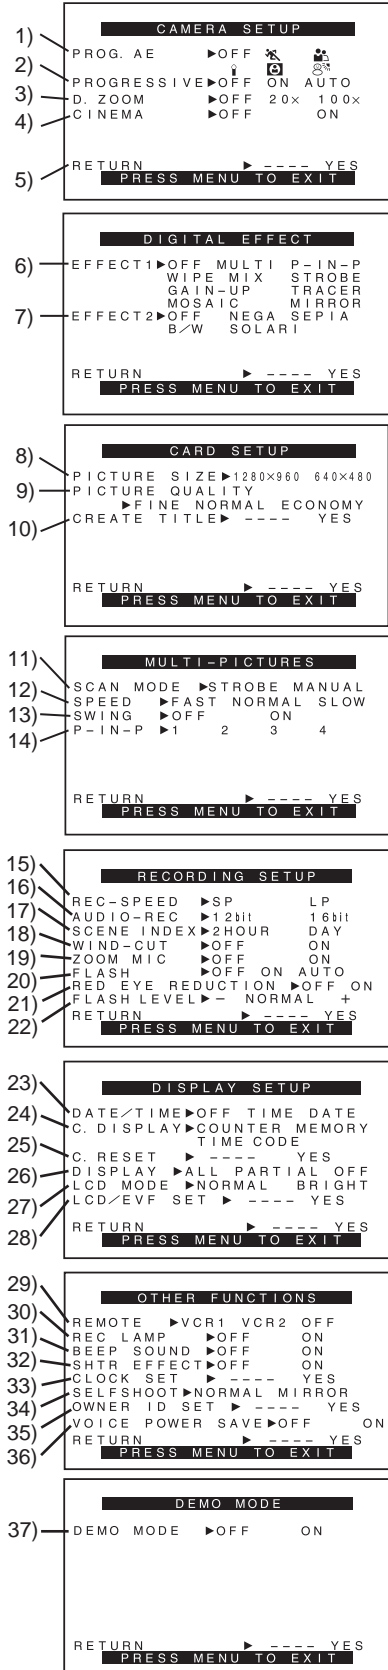 CAMERA SETUP
1) PROG. AE ▶OFF
2) PROGRESSIVE▶OFF ON AUTO
3) D. ZOOM ▶OFF 20× 100×
4) CINEMA ▶OFF ON
5) RETURN ▶ ---- YES
PRESS MENU TO EXIT
DIGITAL EFFECT
6) EFFECT1▶OFF MULTI P-IN-P
WIPE MIX STROBE
GAIN-UP TRACER
MOSAIC MIRROR
7) EFFECT2▶OFF NEGA SEPIA
B/W SOLARI
RETURN ▶ ---- YES
PRESS MENU TO EXIT
CARD SETUP
8) PICTURE SIZE▶1280×960 640×480
9) PICTURE QUALITY
▶FINE NORMAL ECONOMY
10) CREATE TITLE▶ ---- YES
RETURN ▶ ---- YES
PRESS MENU TO EXIT
MULTI-PICTURES
11) SCAN MODE ▶STROBE MANUAL
12) SPEED ▶FAST NORMAL SLOW
13) SWING ▶OFF ON
14) P-IN-P ▶1 2 3 4
RETURN ▶ ---- YES
PRESS MENU TO EXIT
RECORDING SETUP
15) REC-SPEED ▶SP LP
16) AUDIO-REC ▶12bit 16bit
17) SCENE INDEX▶2HOUR DAY
18) WIND-CUT ▶OFF ON
19) ZOOM MIC ▶OFF ON
20) FLASH ▶OFF ON AUTO
21) RED EYE REDUCTION ▶OFF ON
22) FLASH LEVEL▶- NORMAL +
RETURN ▶ ---- YES
PRESS MENU TO EXIT
DISPLAY SETUP
23) DATE/TIME▶OFF TIME DATE
24) C. DISPLAY▶COUNTER MEMORY
TIME CODE
25) C. RESET ▶ ---- YES
26) DISPLAY ▶ALL PARTIAL OFF
27) LCD MODE ▶NORMAL BRIGHT
28) LCD/EVF SET ▶ ---- YES
RETURN ▶ ---- YES
PRESS MENU TO EXIT
OTHER FUNCTIONS
29) REMOTE ▶VCR1 VCR2 OFF
30) REC LAMP ▶OFF ON
31) BEEP SOUND ▶OFF ON
32) SHTR EFFECT▶OFF ON
33) CLOCK SET ▶ ---- YES
34) SELFSHOOT▶NORMAL MIRROR
35) OWNER ID SET ▶ ---- YES
36) VOICE POWER SAVE▶OFF ON
RETURN ▶ ---- YES
PRESS MENU TO EXIT
DEMO MODE
37) DEMO MODE ▶OFF ON
RETURN ▶ ---- YES
PRESS MENU TO EXIT